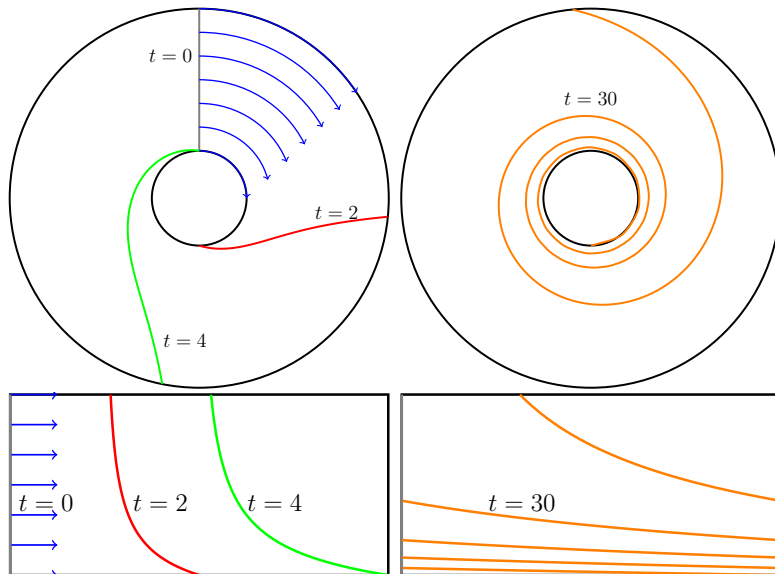 t = 0
t = 30
t = 2
t = 4
t = 0
t = 2
t = 4
t = 30